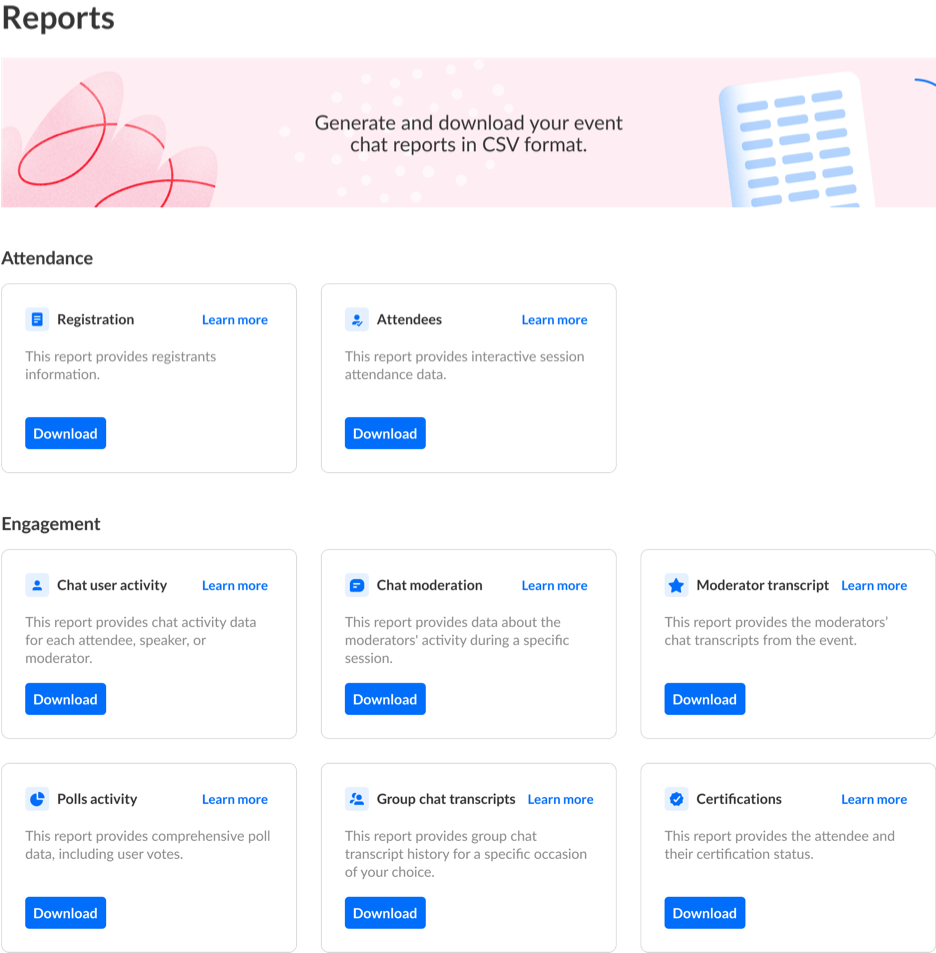 Reports
Generate and download your event
chat reports in CSV format.
Attendance
Registration
Learn more
This report provides registrants
information.
Download
Attendees
Learn more
This report provides interactive session
attendance data.
Download
Engagement
Chat user activity
Learn more
This report provides chat activity data
for each attendee, speaker, or
moderator.
Download
Chat moderation
Learn more
This report provides data about the
moderators' activity during a specific
session.
Download
Moderator transcript
Learn more
This report provides the moderators'
chat transcripts from the event.
Download
Polls activity
Learn more
This report provides comprehensive poll
data, including user votes.
Download
Group chat transcripts
Learn more
This report provides group chat
transcript history for a specific occasion
of your choice.
Download
Certifications
Learn more
This report provides the attendee and
their certification status.
Download